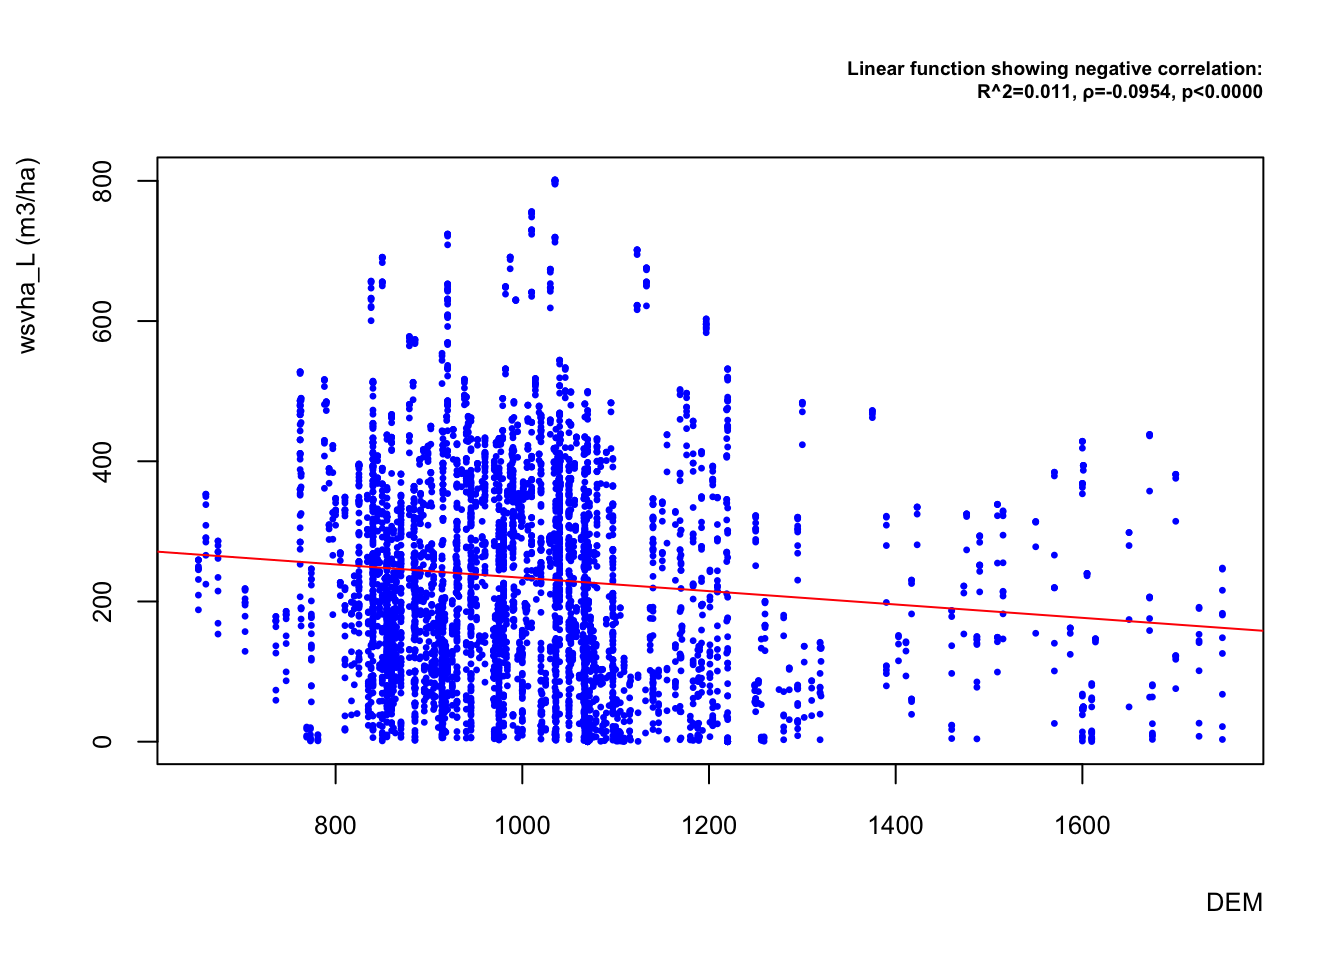 Linear function showing negative correlation:
R^2=0.011, ρ=-0.0954, p<0.0000
wsvha_L (m3/ha)
800
600
400
200
0
800 1000 1200 1400 1600
DEM